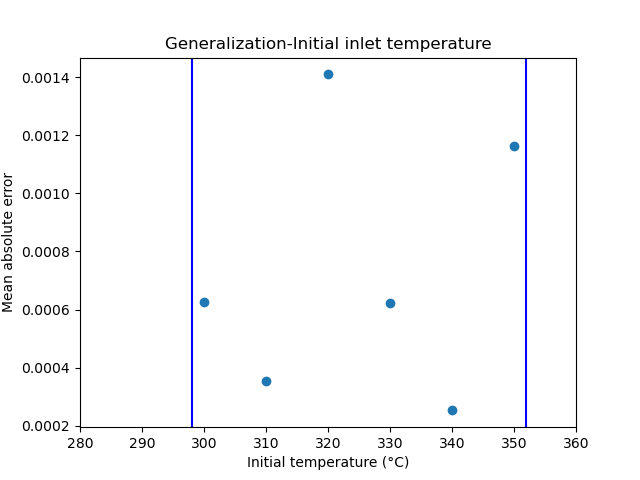 Generalization-Initial inlet temperature
Mean absolute error
0.0014
0.0012
0.0010
0.0008
0.0006
0.0004
0.0002
280 290 300 310 320 330 340 350 360
Initial temperature (°C)